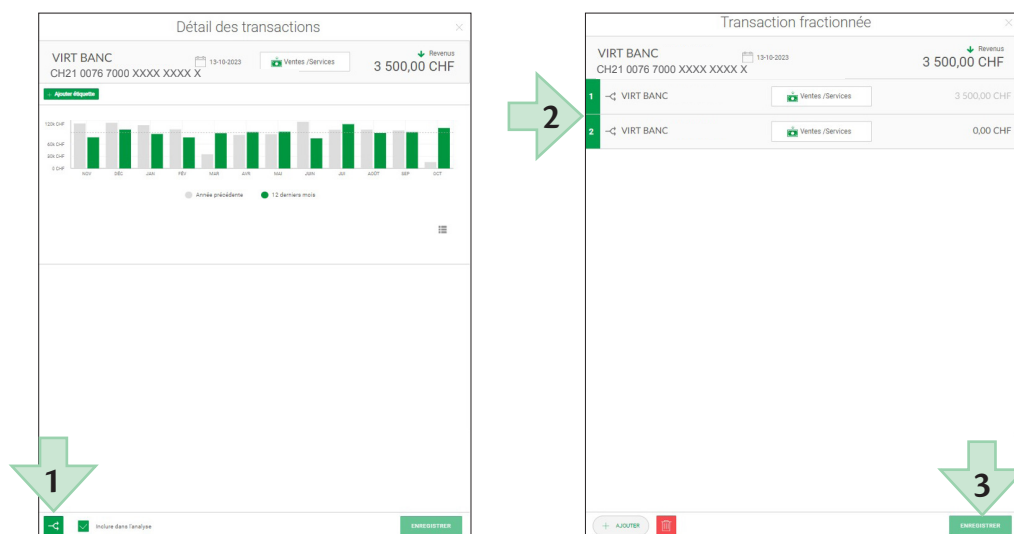 Détail des transactions
VIRT BANC
CH21 0076 7000 XXXX XXXX X
13-10-2023
Ventes /Services
Revenus
3 500,00 CHF
Ajouter étiquette
120k CHF
0 CHF
NOV DÉC JAN FÉV MAR AVR MAI JUIN JUI AOÛT SEP OCT
Année précédente 12 derniers mois
1
Inclure dans l'analyse
ENREGISTRER
Transaction fractionnée
VIRT BANC
CH21 0076 7000 XXXX XXXX X
13-10-2023
Ventes /Services
Revenus
3 500,00 CHF
2
1 VIRT BANC Ventes /Services 3 500,00 CHF
2 VIRT BANC Ventes /Services 0,00 CHF
3
+ AJOUTER
ENREGISTRER